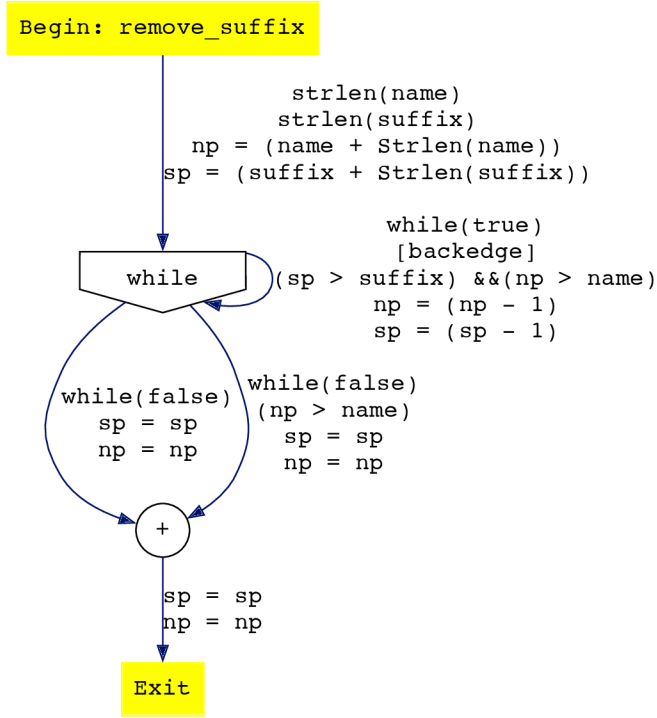 Begin: remove_suffix
strlen(name)
strlen(suffix)
np = (name + Strlen(name))
sp = (suffix + Strlen(suffix))
while(true)
[backedge]
(sp > suffix) &&(np > name)
np = (np - 1)
sp = (sp - 1)
while
while(false)
sp = sp
np = np
while(false)
(np > name)
sp = sp
np = np
+
sp = sp
np = np
Exit